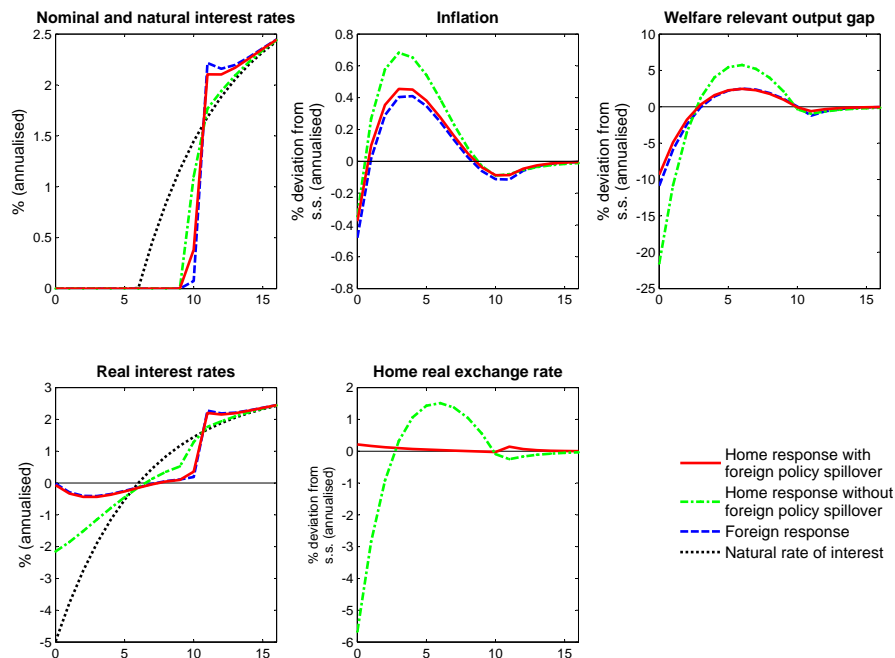 Nominal and natural interest rates
% (annualised)
2.5
2
1.5
1
0.5
0
0 5 10 15
Inflation
% deviation from
s.s. (annualised)
0.8
0.6
0.4
0.2
0
0.2
0.4
0.6
0.8
0 5 10 15
Welfare relevant output gap
% deviation from
s.s. (annualised)
10
5
0
-5
-10
-15
-20
-25
0 5 10 15
Real interest rates
% (annualised)
3
2
1
0
-1
-2
-3
-4
-5
0 5 10 15
Home real exchange rate
% deviation from
s.s. (annualised)
2
1
0
-1
-2
-3
-4
-5
-6
0 5 10 15
Home response with
foreign policy spillover
Home response without
foreign policy spillover
Foreign response
Natural rate of interest